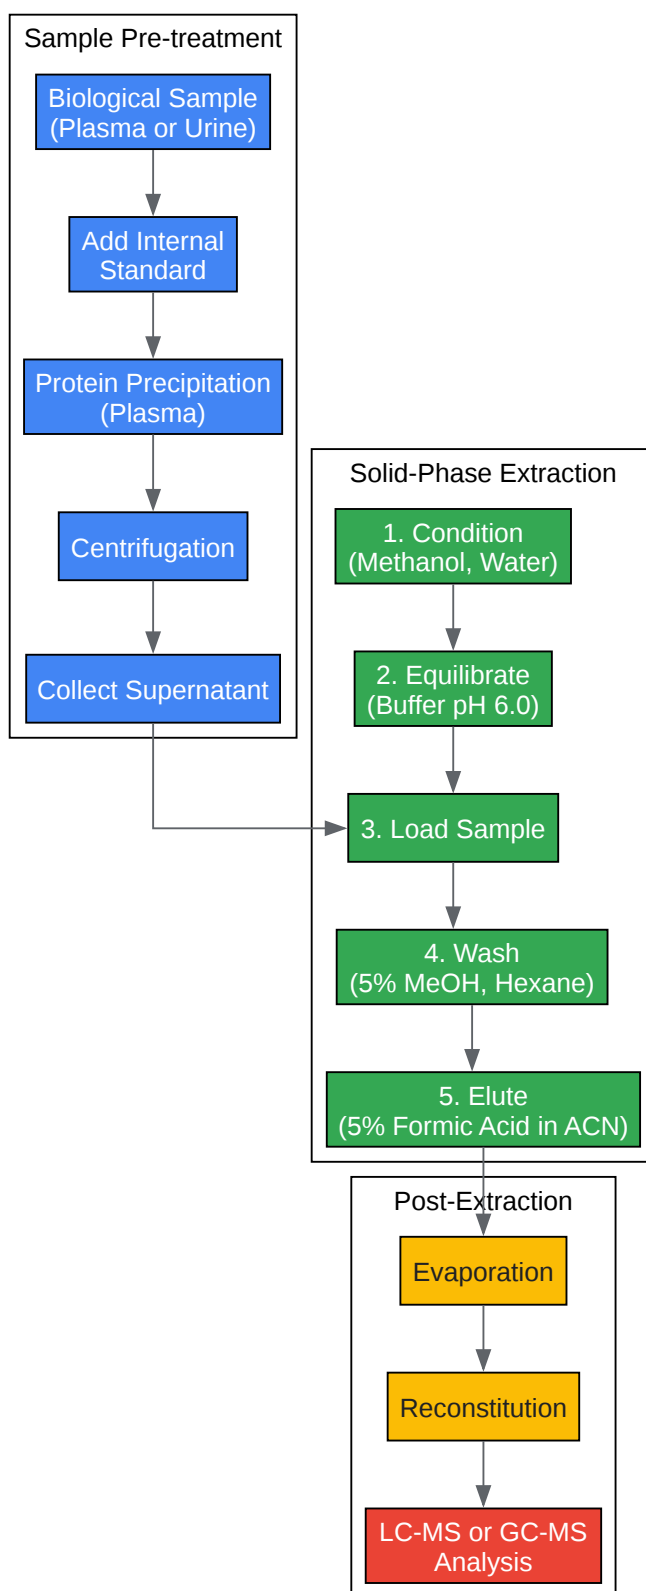 Sample Pre-treatment
Biological Sample
(Plasma or Urine)
Add Internal
Standard
Protein Precipitation
(Plasma)
Centrifugation
Collect Supernatant
Solid-Phase Extraction
1. Condition
(Methanol, Water)
2. Equilibrate
(Buffer pH 6.0)
3. Load Sample
4. Wash
(5% MeOH, Hexane)
5. Elute
(5% Formic Acid in ACN)
Post-Extraction
Evaporation
Reconstitution
LC-MS or GC-MS
Analysis